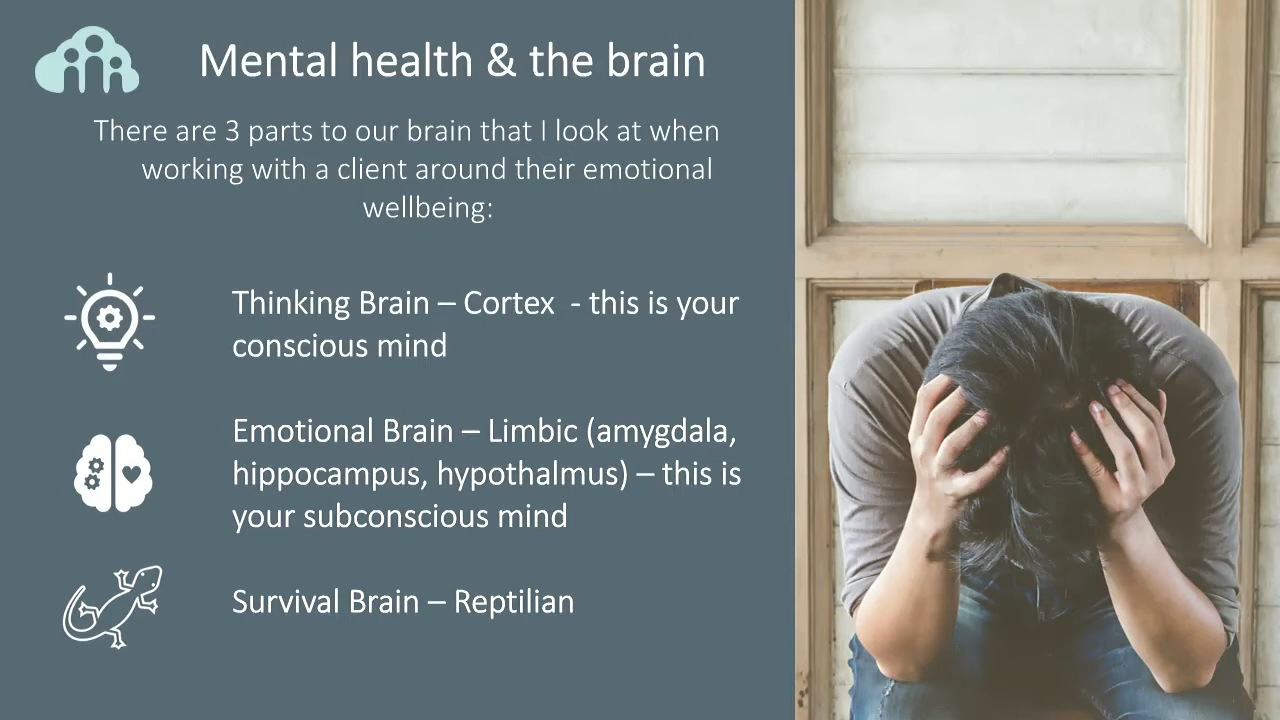 Mental health & the brain
There are 3 parts to our brain that I look at when
working with a client around their emotional
wellbeing:
Thinking Brain – Cortex  - this is your
conscious mind
Emotional Brain – Limbic (amygdala,
hippocampus, hypothalmus) – this is
your subconscious mind
Survival Brain – Reptilian